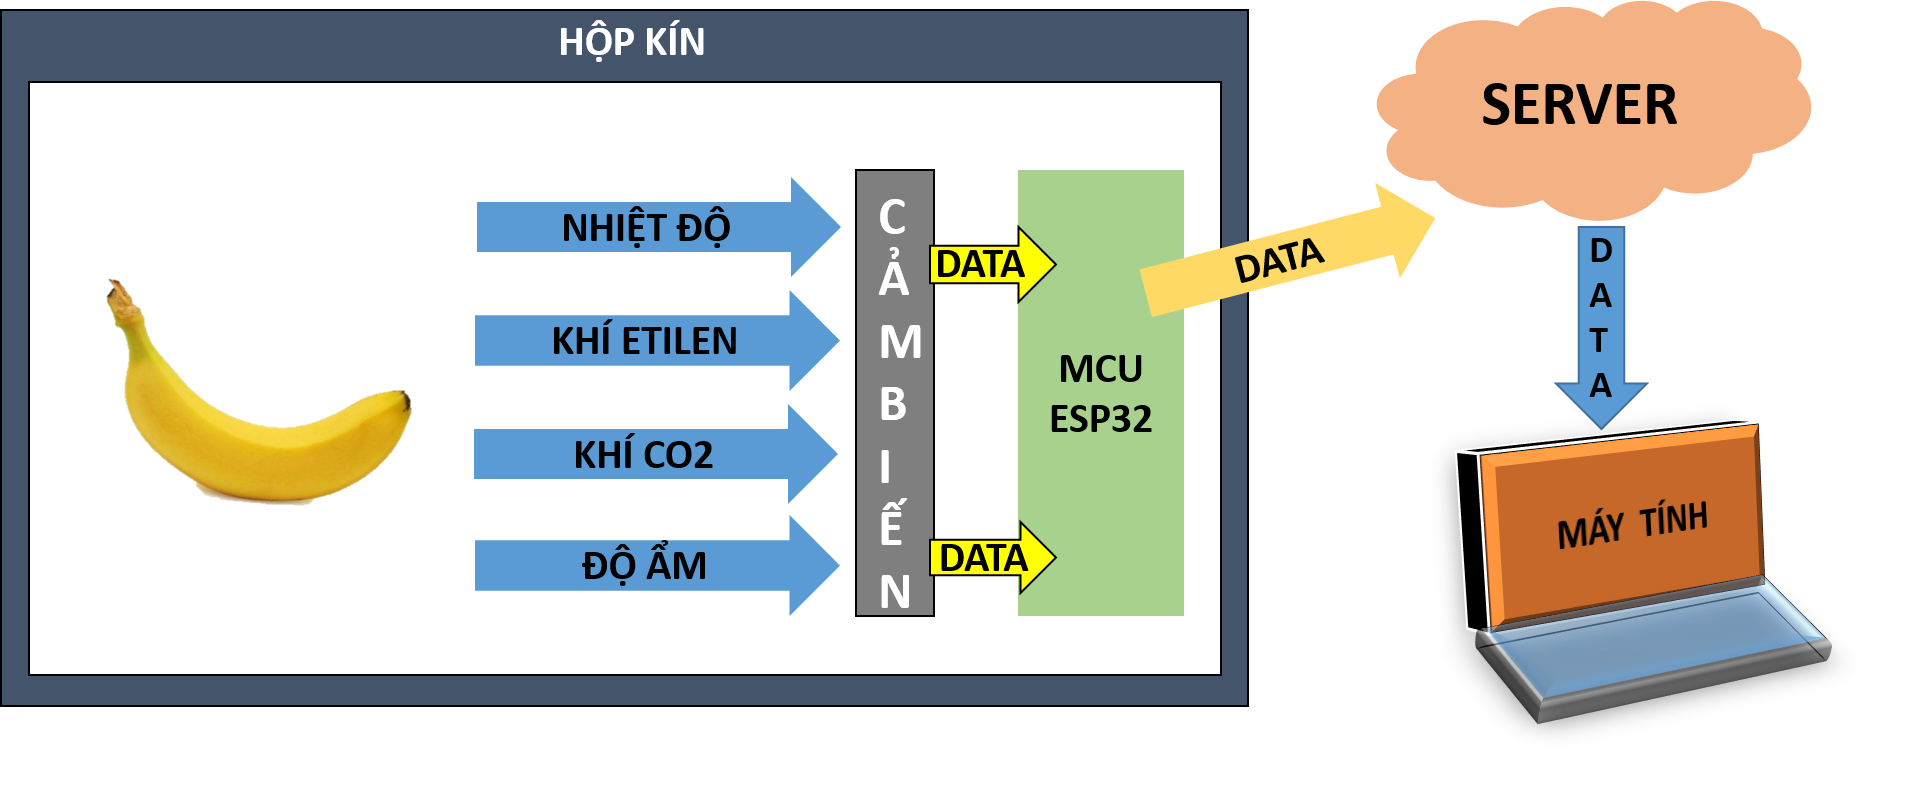 HỘP KÍN
NHIỆT ĐỘ
KHÍ ETILEN
KHÍ CO2
ĐỘ ẨM
CẢM BIẾN
DATA
DATA
MCU
ESP32
DATA
SERVER
DATA
MÁY TÍNH